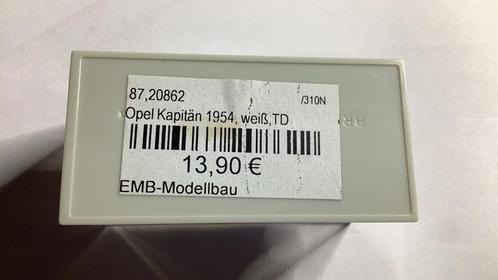 87,20862 /310N
Opel Kapitän 1954, weiß,TD
13,90 €
EMB-Modellbau